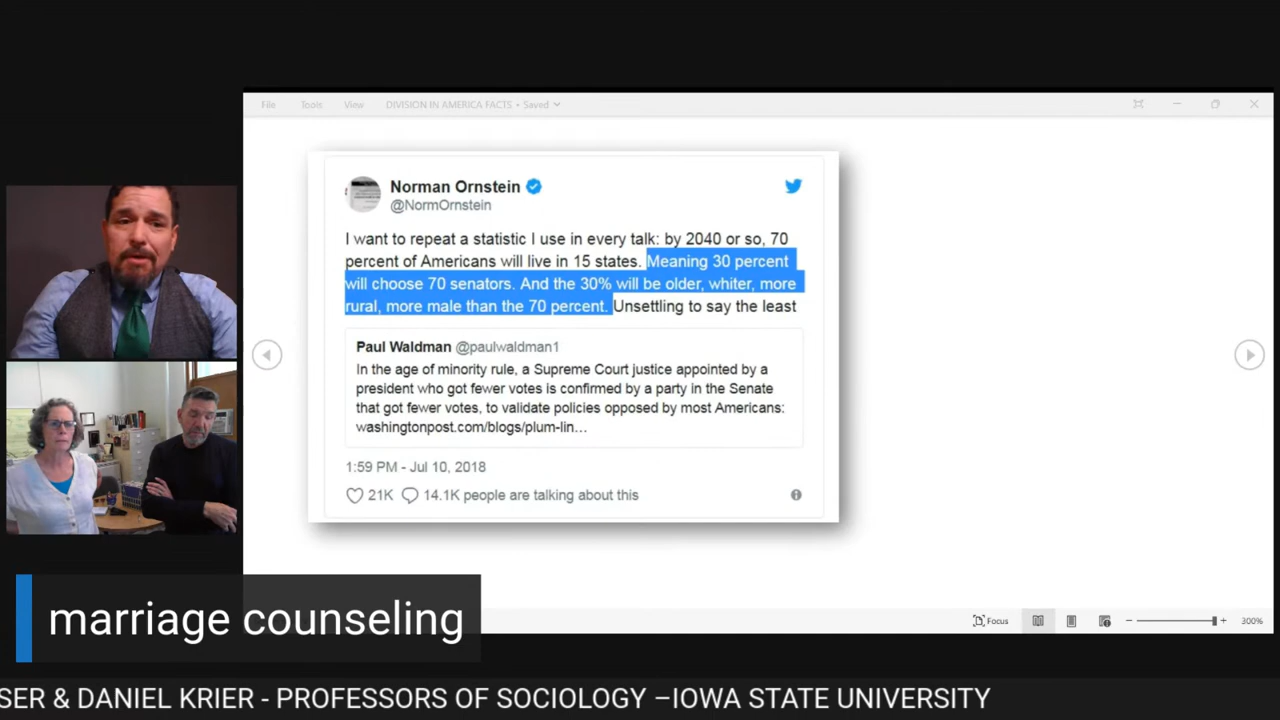 File Tools View DIVISION IN AMERICA FACTS • Saved
Norman Ornstein
@NormOrnstein
I want to repeat a statistic I use in every talk: by 2040 or so, 70
percent of Americans will live in 15 states. Meaning 30 percent
will choose 70 senators. And the 30% will be older, whiter, more
rural, more male than the 70 percent. Unsettling to say the least
Paul Waldman @paulwaldman1
In the age of minority rule, a Supreme Court justice appointed by a
president who got fewer votes is confirmed by a party in the Senate
that got fewer votes, to validate policies opposed by most Americans:
washingtonpost.com/blogs/plum-lin…
1:59 PM - Jul 10, 2018
21K 14.1K people are talking about this
Focus 300%
marriage counseling
SER & DANIEL KRIER - PROFESSORS OF SOCIOLOGY –IOWA STATE UNIVERSITY